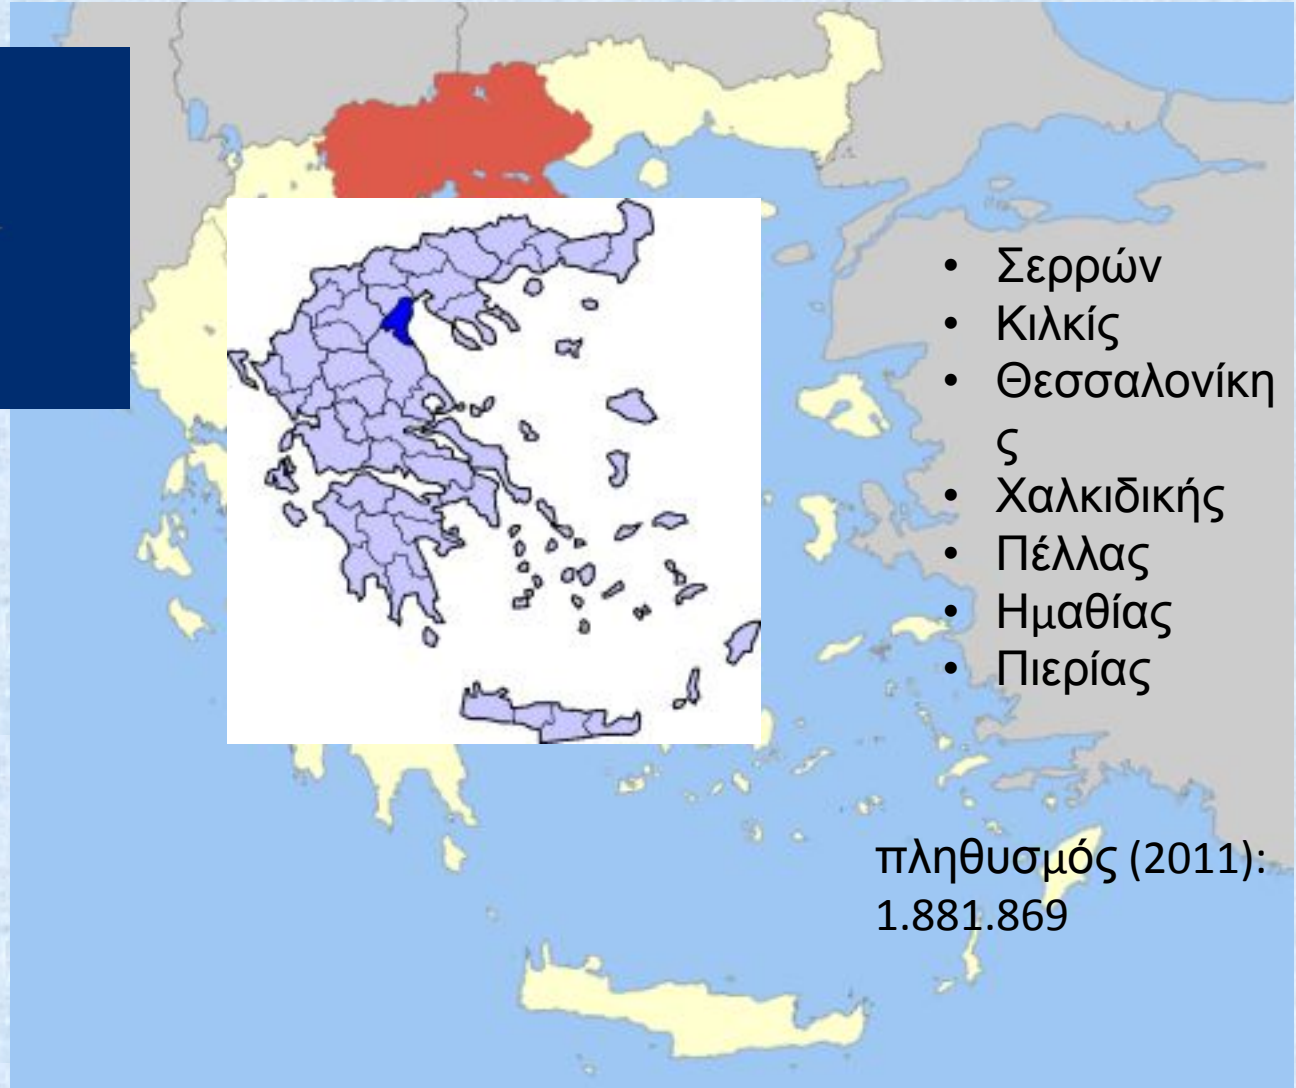 • Σερρών
• Κιλκίς
• Θεσσαλονίκη
ς
• Χαλκιδικής
• Πέλλας
• Ημαθίας
• Πιερίας
πληθυσμός (2011):
1.881.869